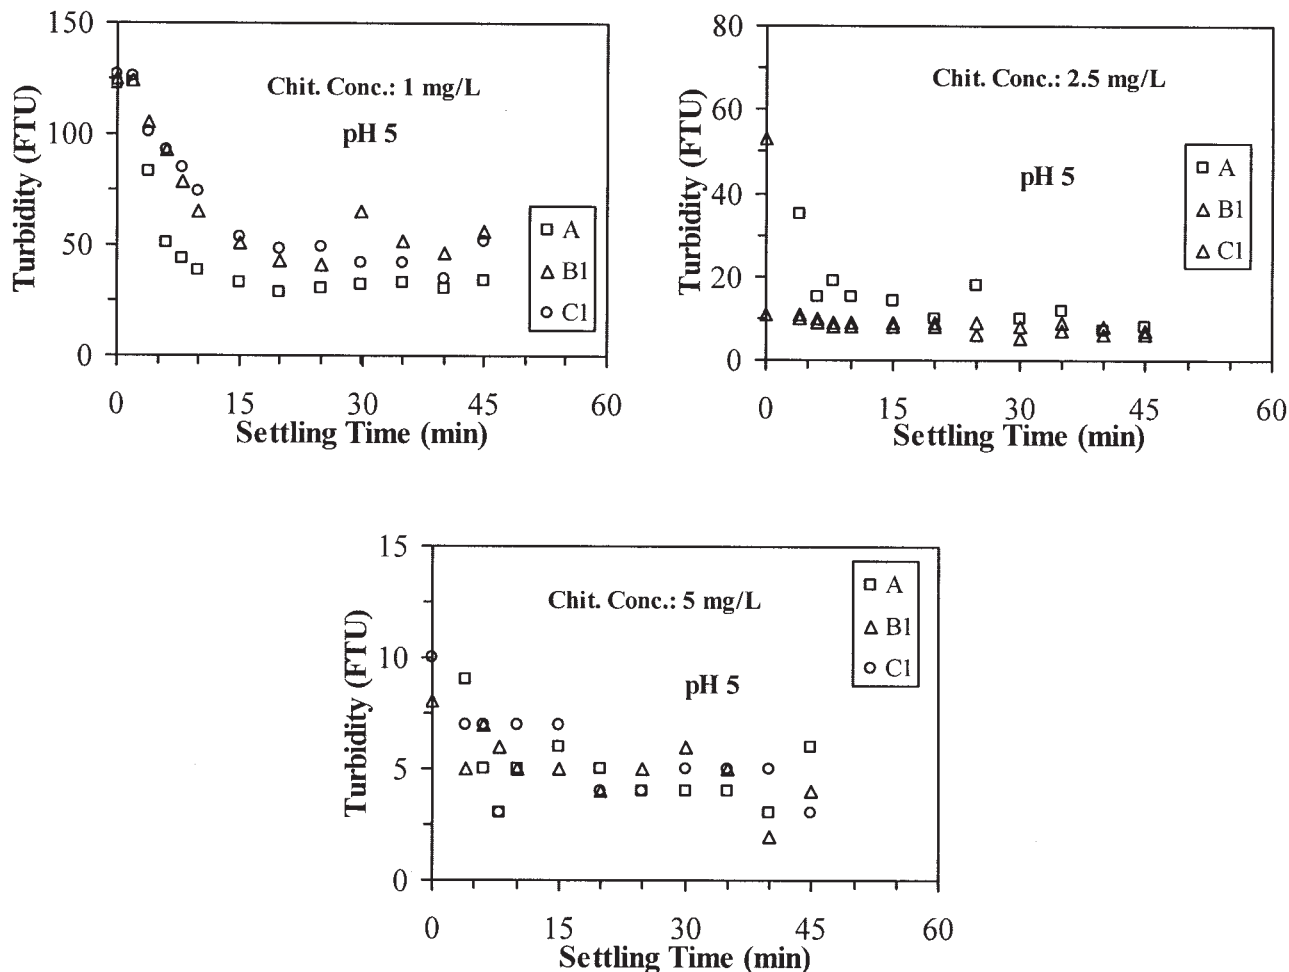 150
100
50
0
Turbidity (FTU)
Chit. Conc.: 1 mg/L
pH 5
A
B1
C1
0 15 30 45 60
Settling Time (min)
80
60
40
20
0
Turbidity (FTU)
Chit. Conc.: 2.5 mg/L
pH 5
A
B1
C1
0 15 30 45 60
Settling Time (min)
15
10
5
0
Turbidity (FTU)
Chit. Conc.: 5 mg/L
pH 5
A
B1
C1
0 15 30 45 60
Settling Time (min)